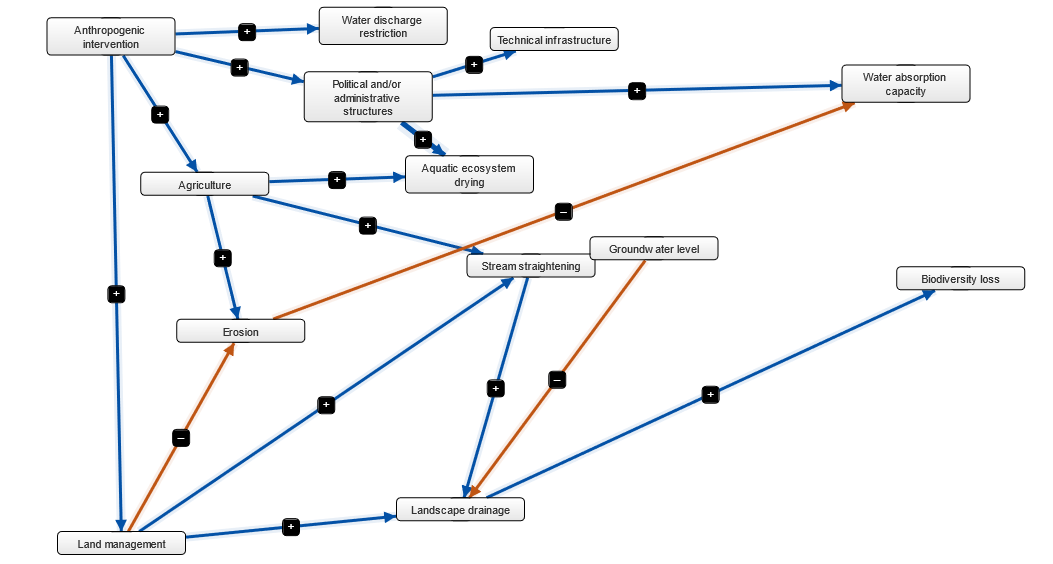 Water discharge
restriction
Anthropogenic
intervention
+
Technical infrastructure
+
+
Political and/or
administrative
structures
+
Water absorption
capacity
+
+
Aquatic ecosystem
drying
Agriculture
+
–
+
Groundwater level
Stream straightening
+
Biodiversity loss
+
Erosion
–
+
+
+
–
Landscape drainage
+
Land management